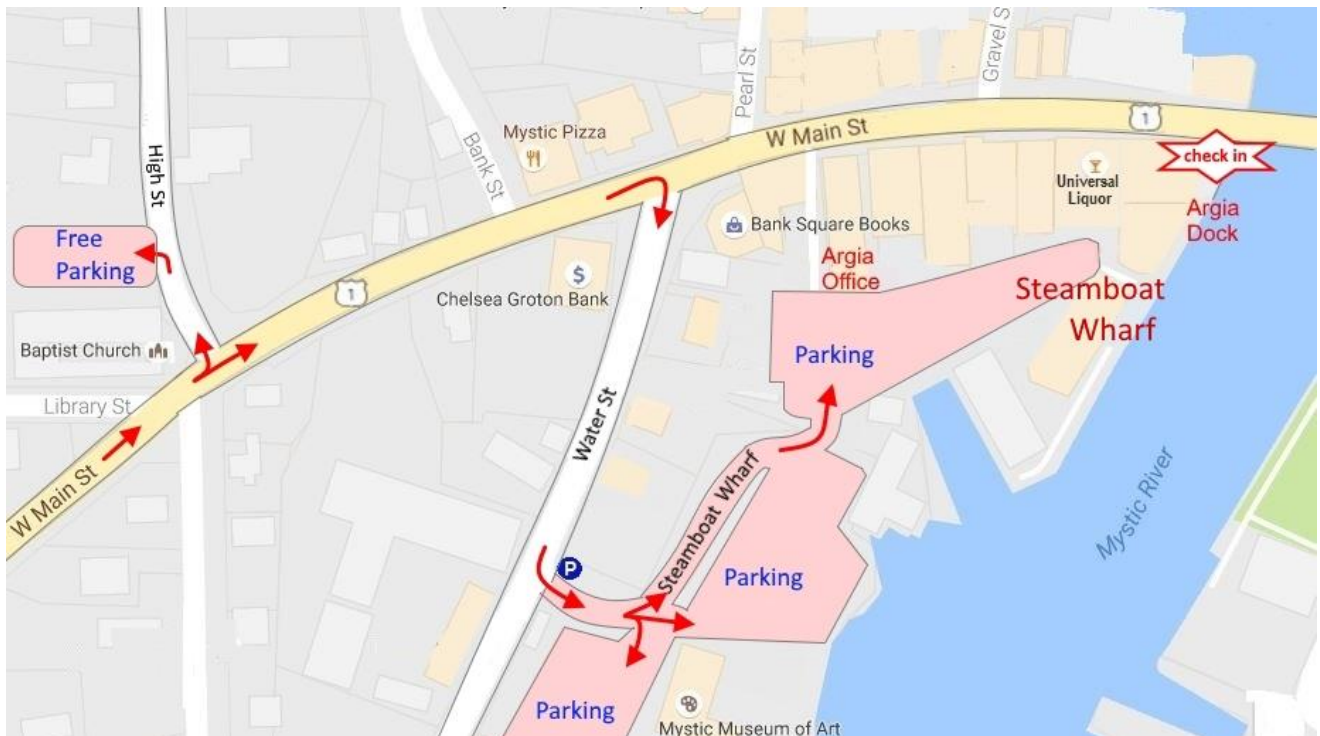 Pearl St
Gravel S
W Main St
1
Mystic Pizza
Bank St
High St
check in
Universal
Liquor
Argia
Dock
Free
Parking
Bank Square Books
Argia
Office
1
$
Chelsea Groton Bank
Steamboat
Wharf
Baptist Church
Parking
Library St
Water St
W Main St
Steamboat Wharf
Mystic River
P
Parking
Parking
Mystic Museum of Art